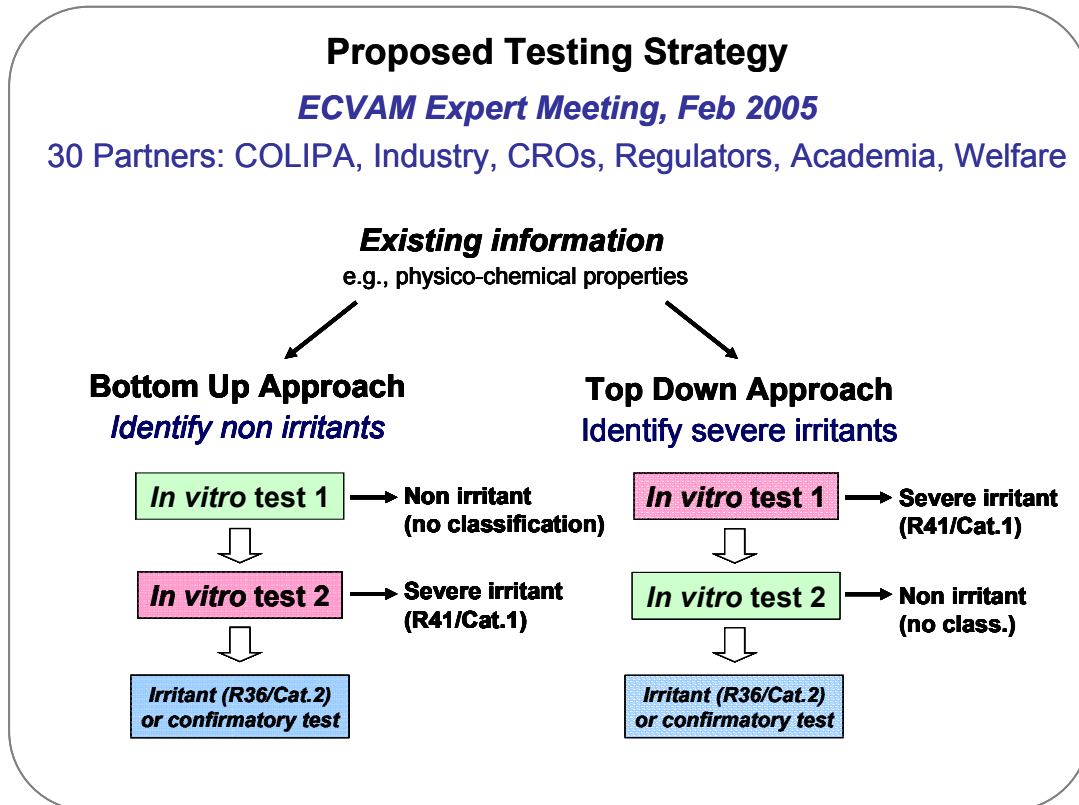 Proposed Testing Strategy
ECVAM Expert Meeting, Feb 2005
30 Partners: COLIPA, Industry, CROs, Regulators, Academia, Welfare
Existing information
e.g., physico-chemical properties
Bottom Up Approach
Identify non irritants
In vitro test 1
Non irritant
(no classification)
In vitro test 2
Severe irritant
(R41/Cat.1)
Irritant (R36/Cat.2)
or confirmatory test
Top Down Approach
Identify severe irritants
In vitro test 1
Severe irritant
(R41/Cat.1)
In vitro test 2
Non irritant
(no class.)
Irritant (R36/Cat.2)
or confirmatory test